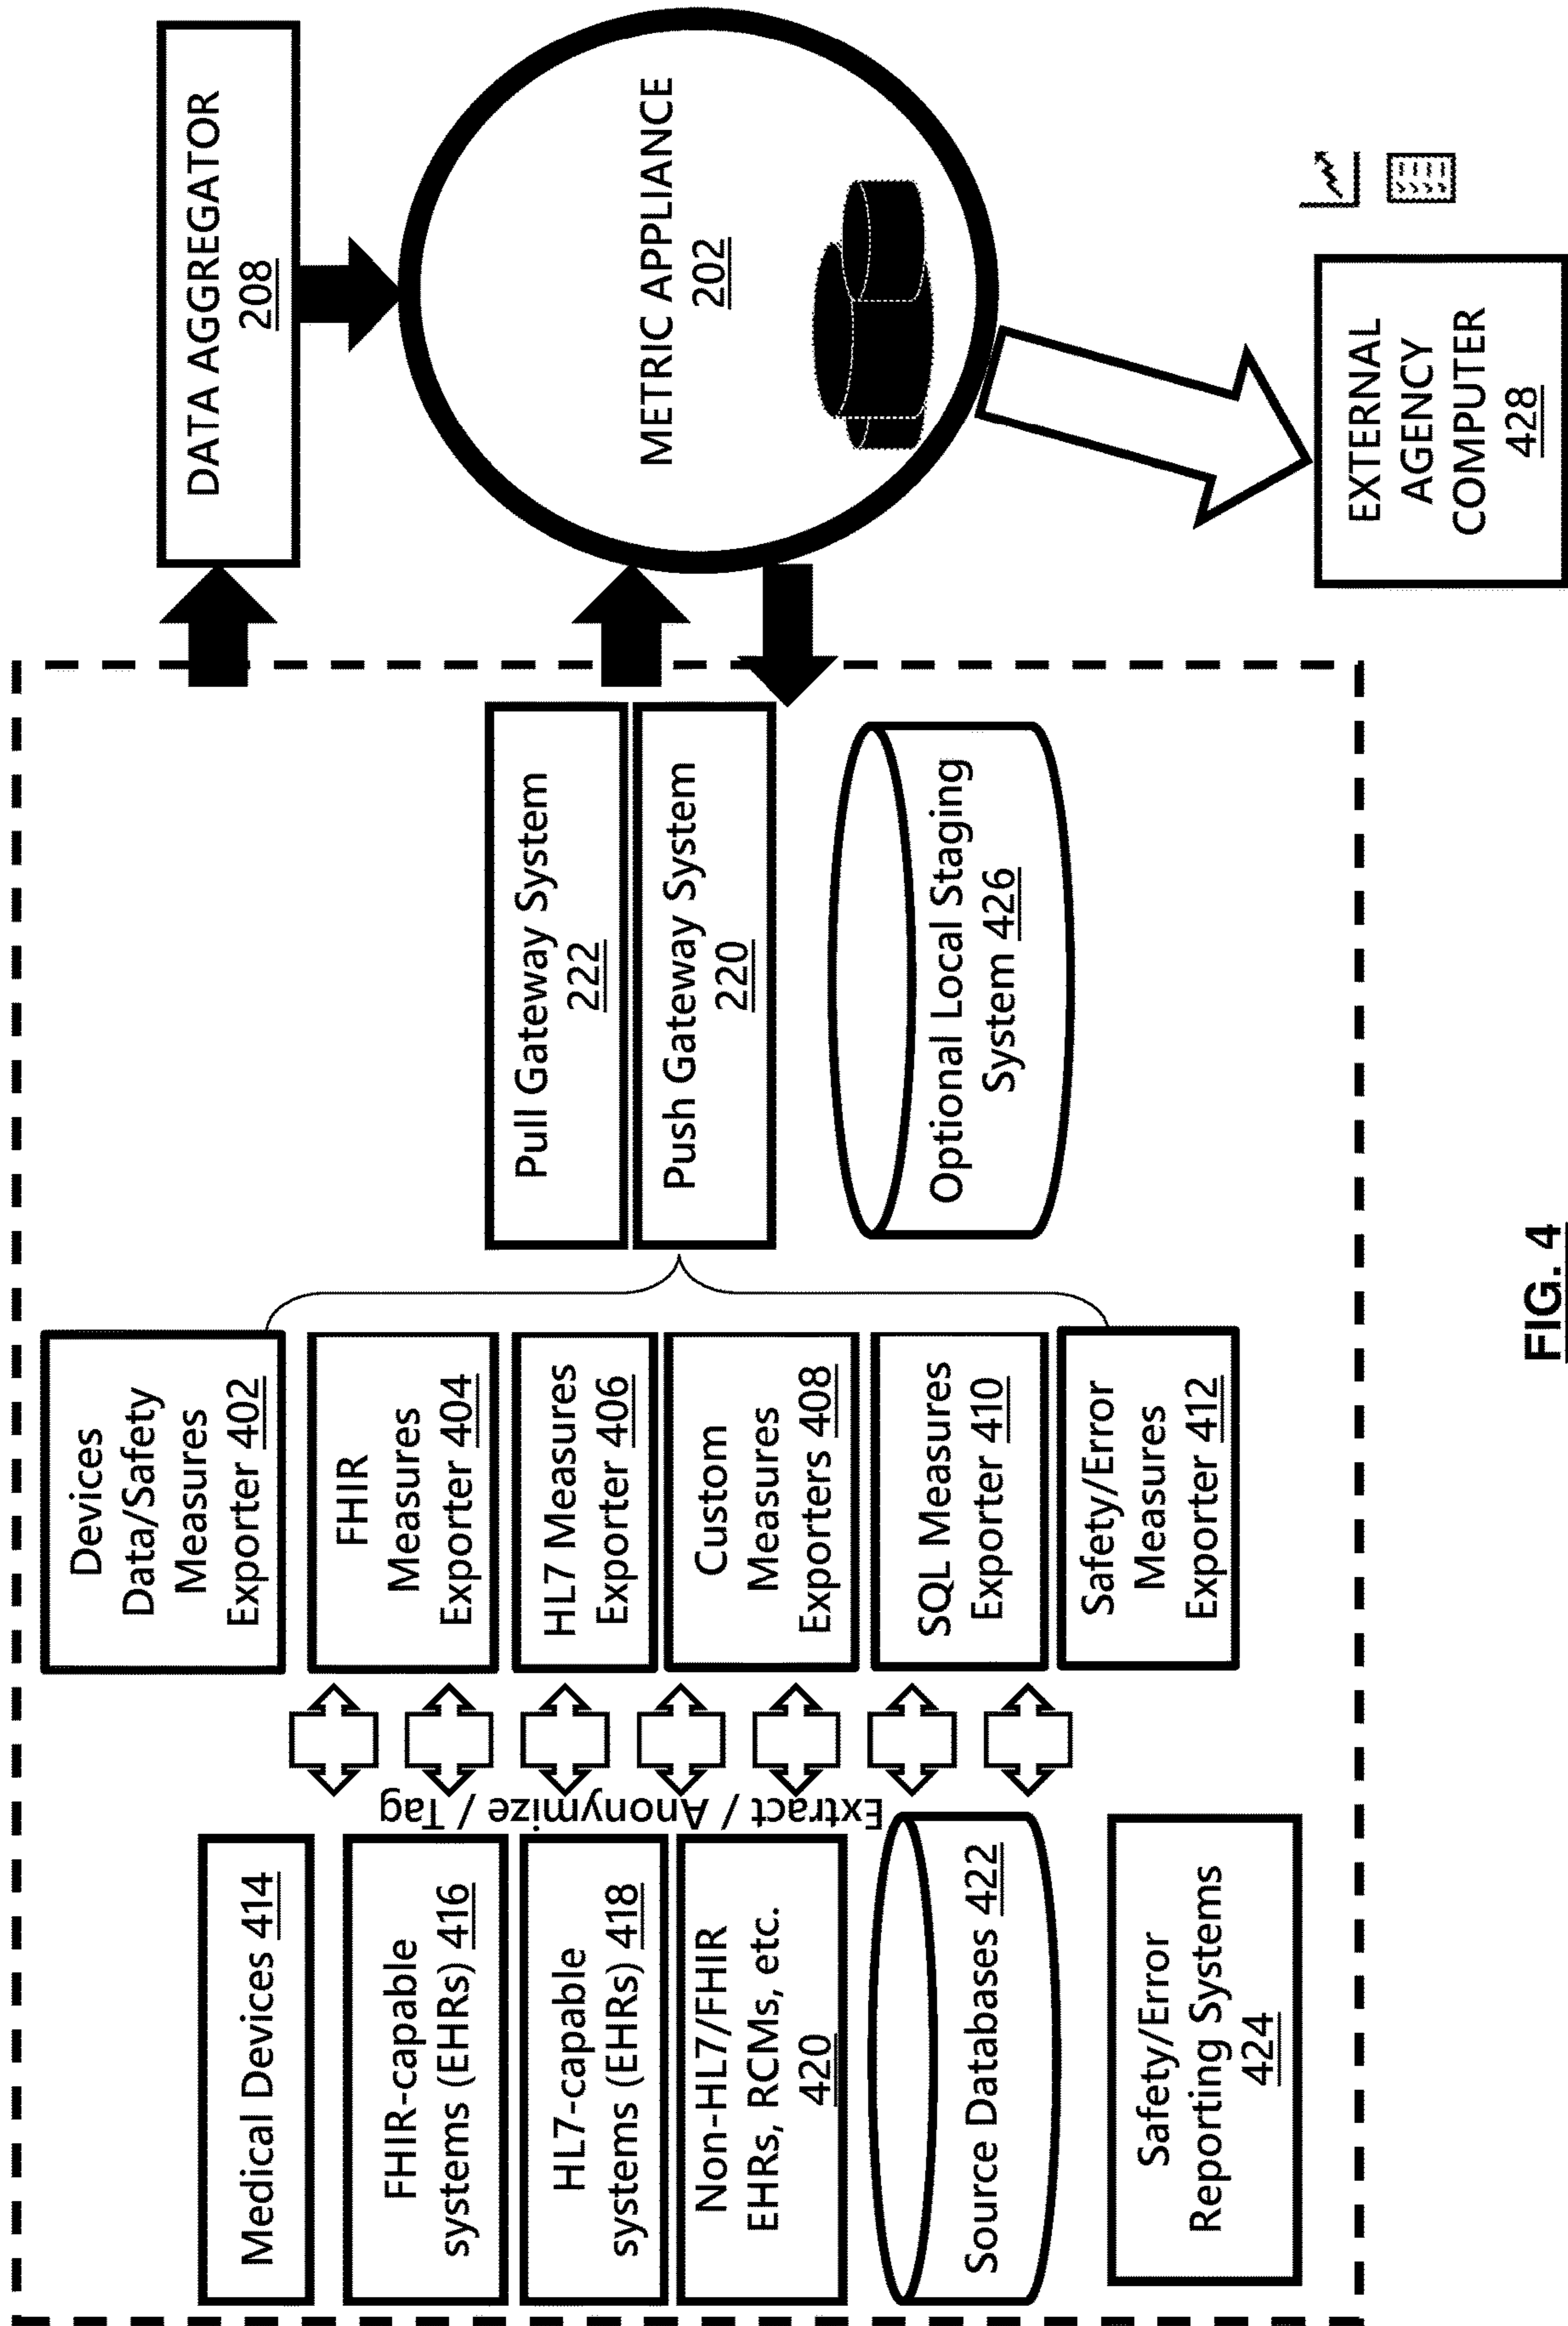 Medical Devices 414
FHIR-capable
systems (EHRs) 416
HL7-capable
systems (EHRs) 418
Non-HL7/FHIR
EHRs, RCMs, etc.
420
Source Databases 422
Safety/Error
Reporting Systems
424
Extract / Anonymize / Tag
Devices
Data/Safety
Measures
Exporter 402
FHIR
Measures
Exporter 404
HL7 Measures
Exporter 406
Custom
Measures
Exporters 408
SQL Measures
Exporter 410
Safety/Error
Measures
Exporter 412
Pull Gateway System
222
Push Gateway System
220
Optional Local Staging
System 426
DATA AGGREGATOR
208
METRIC APPLIANCE
202
EXTERNAL
AGENCY
COMPUTER
428
FIG. 4